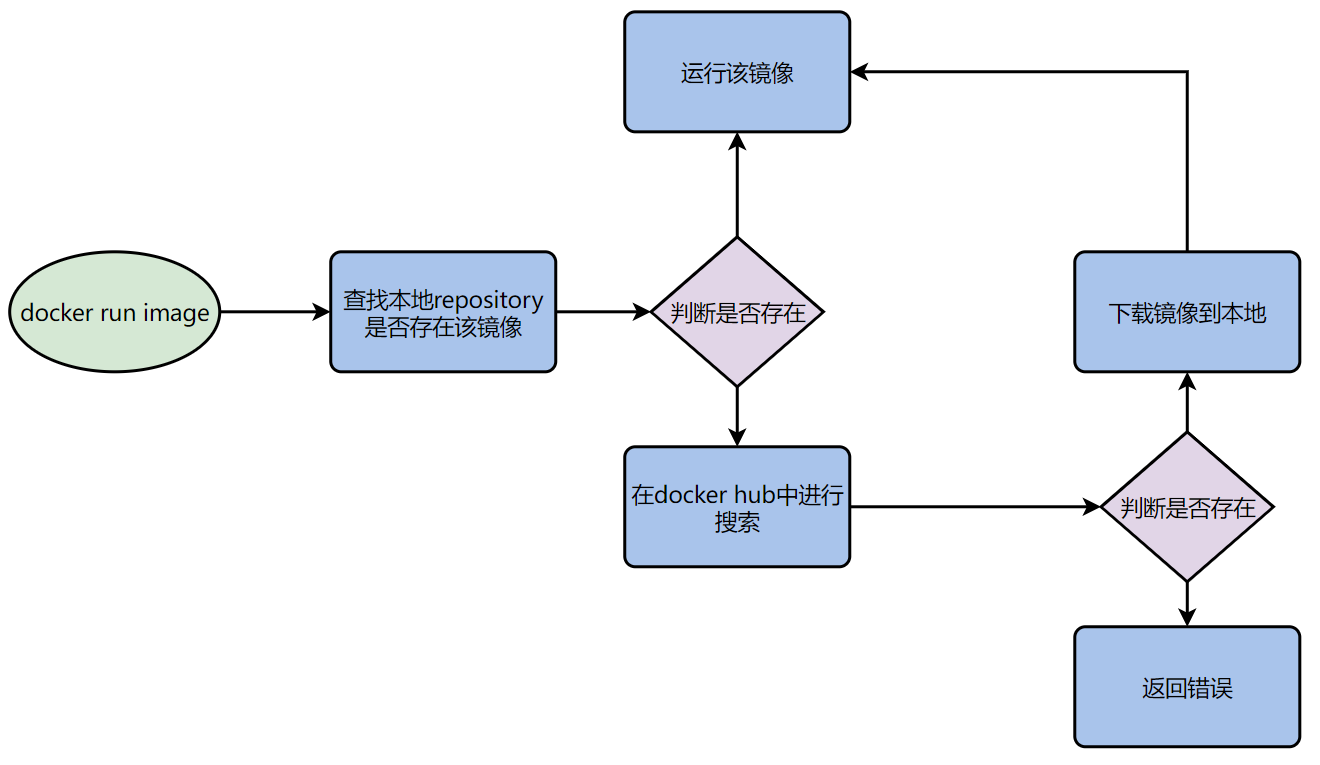 运行该镜像
docker run image
查找本地repository
是否存在该镜像
判断是否存在
下载镜像到本地
在docker hub中进行
搜索
判断是否存在
返回错误